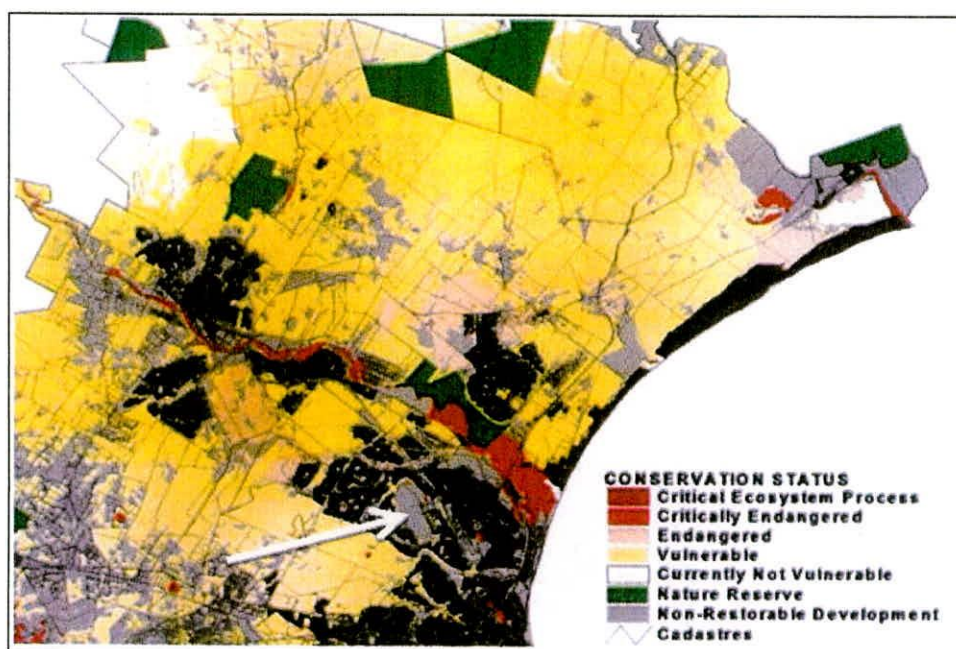 CONSERVATION STATUS
Critical Ecosystem Process
Critically Endangered
Endangered
Vulnerable
Currently Not Vulnerable
Nature Reserve
Non-Restorable Development
Cadastres